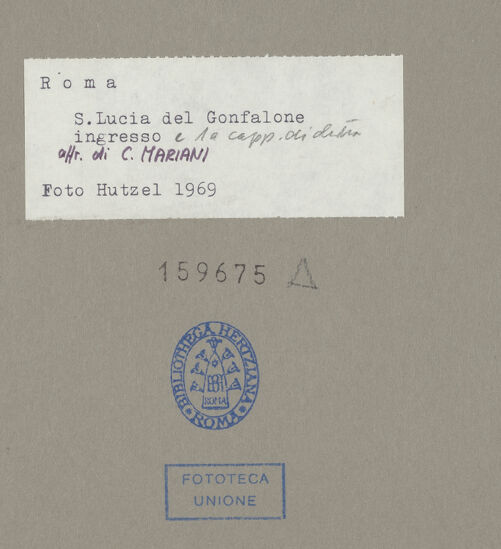 Roma
S.Lucia del Gonfalone
ingresso e 1a capp. di destra
affr. di C. MARIANI
Foto Hutzel 1969
159675 △
BIBLIOTHECA HERTZIANA
ROMA
ROMA
FOTOTECA
UNIONE